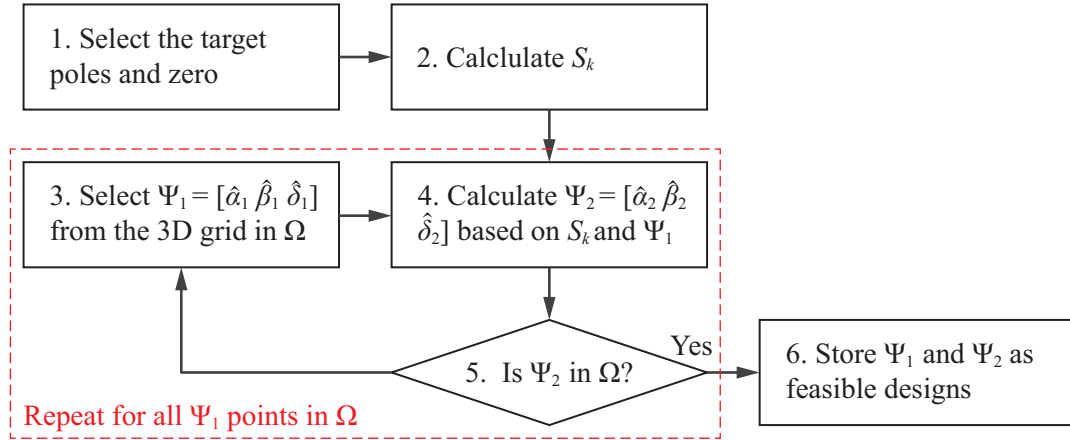 1. Select the target
poles and zero
2. Calclulate Sₖ
3. Select Ψ₁ = [α̂₁ β̂₁ δ̂₁]
from the 3D grid in Ω
4. Calculate Ψ₂ = [α̂₂ β̂₂
δ̂₂] based on Sₖ and Ψ₁
5. Is Ψ₂ in Ω?
Yes
6. Store Ψ₁ and Ψ₂ as
feasible designs
Repeat for all Ψ₁ points in Ω